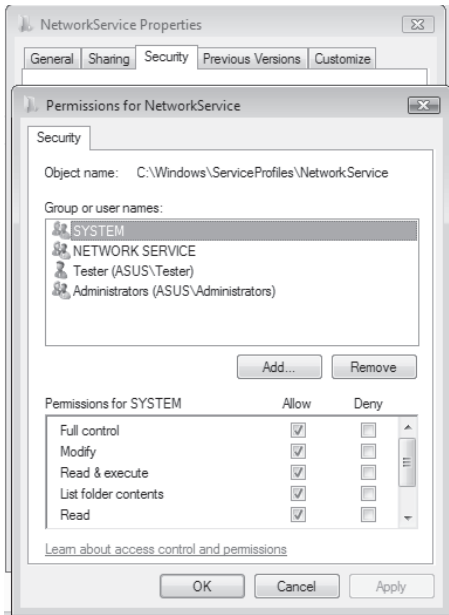 NetworkService Properties
General Sharing Security Previous Versions Customize
Permissions for NetworkService
Security
Object name: C:\Windows\ServiceProfiles\NetworkService
Group or user names:
SYSTEM
NETWORK SERVICE
Tester (ASUS\Tester)
Administrators (ASUS\Administrators)
Add... Remove
Permissions for SYSTEM Allow Deny
Full control
Modify
Read & execute
List folder contents
Read
Learn about access control and permissions
OK Cancel Apply